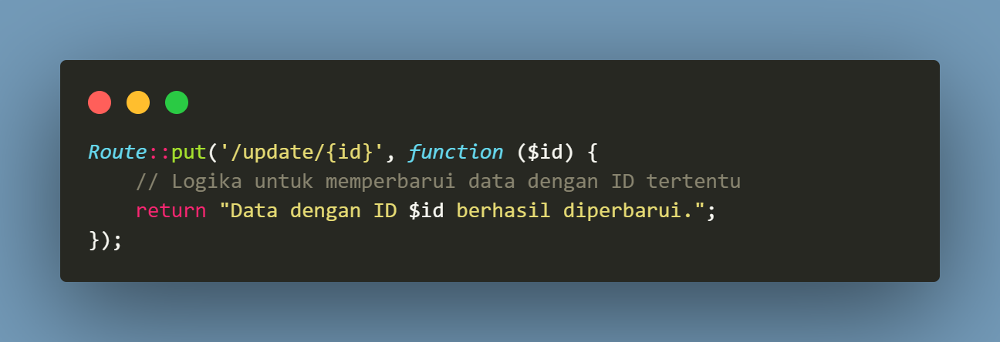 Route::put('/update/{id}', function ($id) {
    // Logika untuk memperbarui data dengan ID tertentu
    return "Data dengan ID $id berhasil diperbarui.";
});